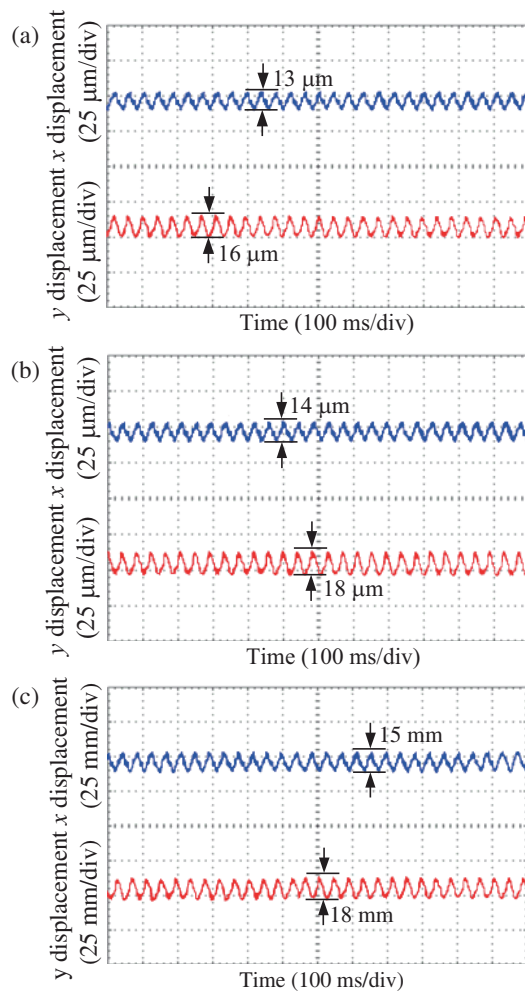 (a)
y displacement x displacement
(25 μm/div) (25 μm/div)
13 μm
16 μm
Time (100 ms/div)
(b)
y displacement x displacement
(25 μm/div) (25 μm/div)
14 μm
18 μm
Time (100 ms/div)
(c)
y displacement x displacement
(25 mm/div) (25 mm/div)
15 mm
18 mm
Time (100 ms/div)